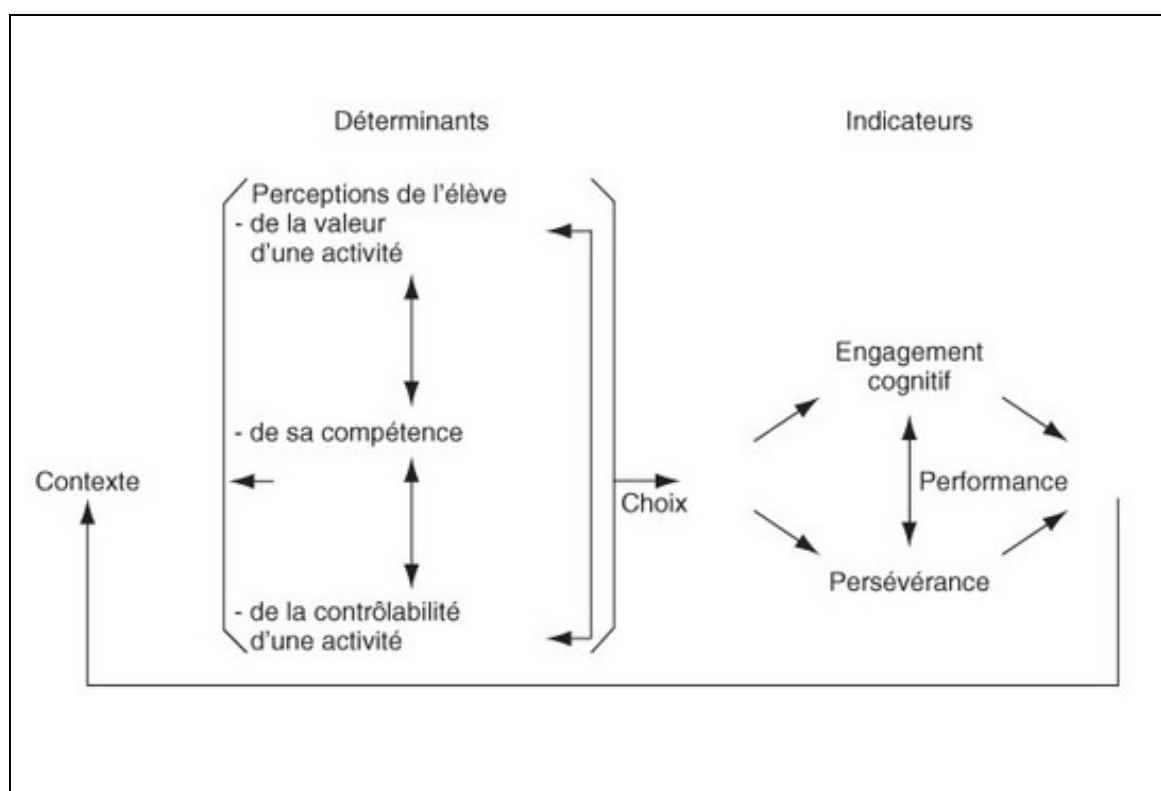 Déterminants
Indicateurs
Perceptions de l'élève
- de la valeur
d'une activité
Engagement
cognitif
- de sa compétence
Contexte
Choix
Performance
Persévérance
- de la contrôlabilité
d'une activité